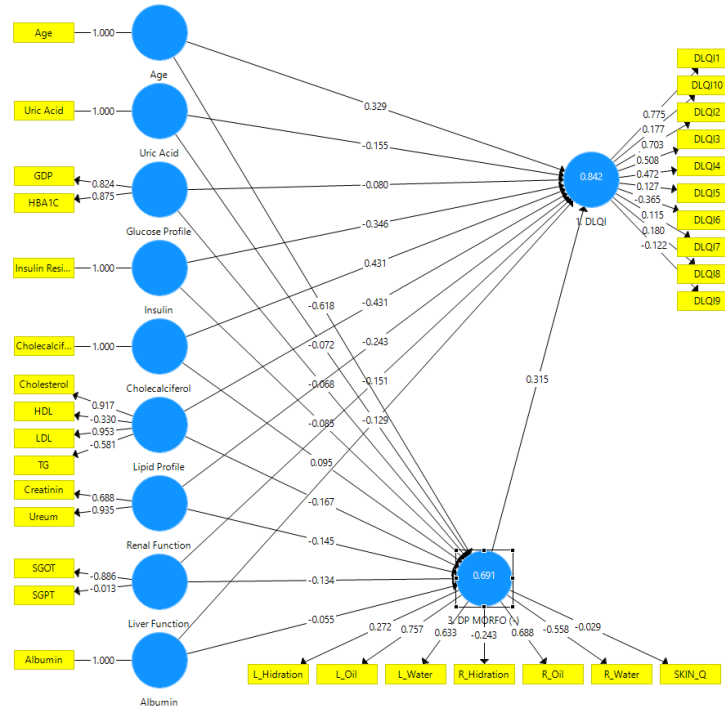 Age
1.000
Age
Uric Acid
1.000
Uric Acid
GDP
HBA1C
0.824
0.875
Glucose Profile
Insulin Resi...
1.000
Insulin
Cholecalcif...
1.000
Cholecalciferol
Cholesterol
HDL
LDL
TG
0.917
-0.330
0.953
-0.581
Lipid Profile
Creatinin
Ureum
0.688
0.935
Renal Function
SGOT
SGPT
-0.886
-0.013
Liver Function
Albumin
1.000
Albumin
0.329
-0.155
-0.080
-0.346
0.431
-0.431
-0.243
-0.151
-0.129
-0.618
-0.072
-0.068
-0.085
0.095
-0.167
-0.145
-0.134
-0.055
0.315
0.842
1. DLQI
0.775
0.177
0.703
0.508
0.472
0.127
-0.365
0.115
0.180
-0.122
DLQI1
DLQI10
DLQI2
DLQI3
DLQI4
DLQI5
DLQI6
DLQI7
DLQI8
DLQI9
0.691
3. DP MORFO (-)
0.272
0.757
0.633
-0.243
0.688
-0.558
-0.029
L_Hidration
L_Oil
L_Water
R_Hidration
R_Oil
R_Water
SKIN_Q